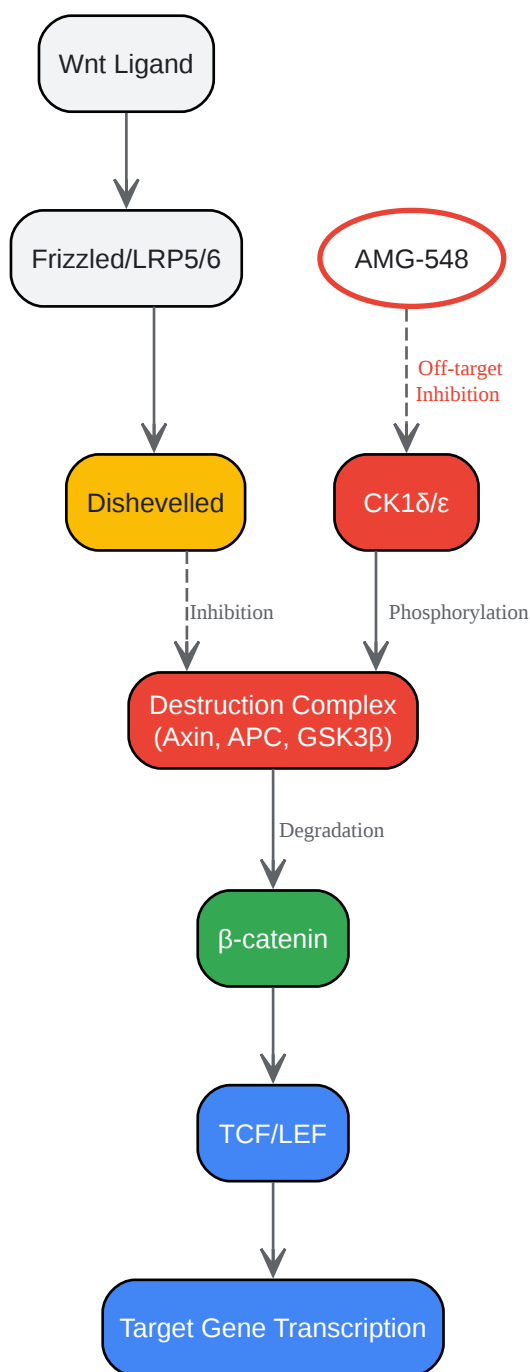 Wnt Ligand
Frizzled/LRP5/6
AMG-548
Off-target
Inhibition
Dishevelled
CK1δ/ε
Inhibition
Phosphorylation
Destruction Complex
(Axin, APC, GSK3β)
Degradation
β-catenin
TCF/LEF
Target Gene Transcription